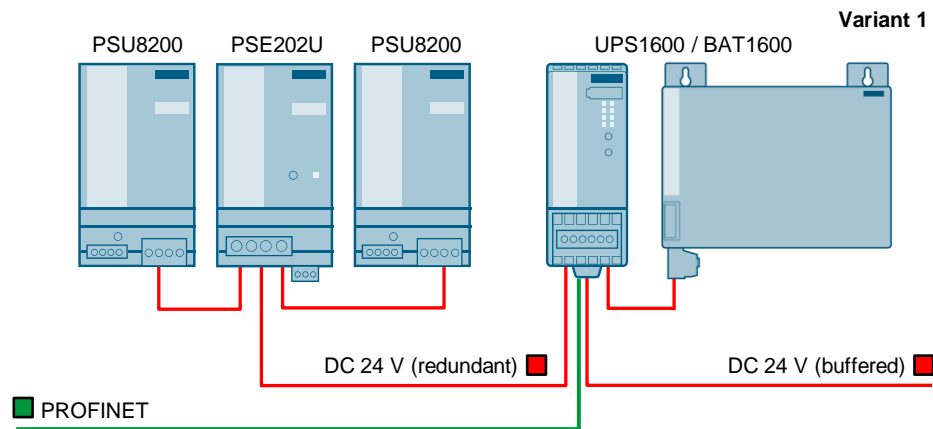 Variant 1
PSU8200
PSE202U
PSU8200
UPS1600 / BAT1600
DC 24 V (redundant)
DC 24 V (buffered)
PROFINET